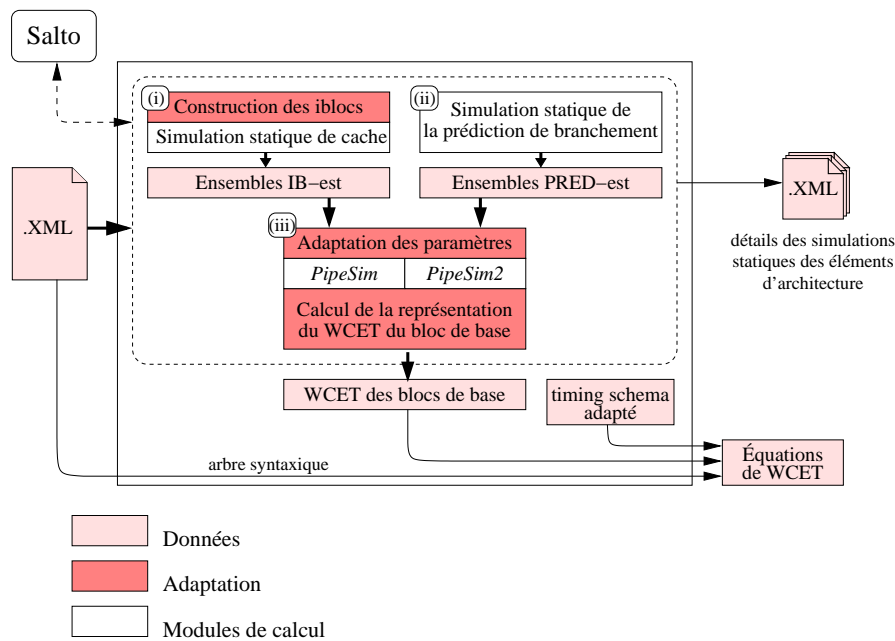 Salto
(i)
Construction des iblocs
Simulation statique de cache
(ii)
Simulation statique de
la prédiction de branchement
Ensembles IB−est
Ensembles PRED−est
.XML
.XML
détails des simulations
statiques des éléments
d'architecture
(iii)
Adaptation des paramètres
PipeSim
PipeSim2
Calcul de la représentation
du WCET du bloc de base
WCET des blocs de base
timing schema
adapté
arbre syntaxique
Équations
de WCET
Données
Adaptation
Modules de calcul